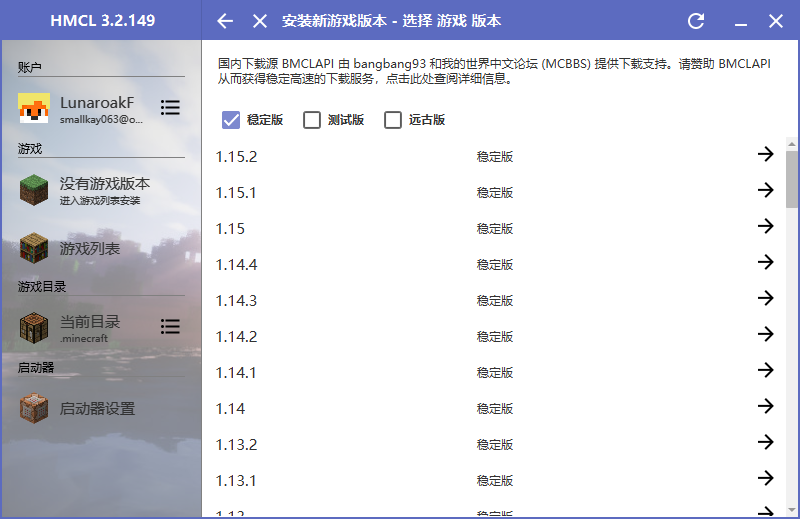 HMCL 3.2.149
安装新游戏版本 - 选择 游戏 版本
账户
LunaroakF
smallkay063@o...
游戏
没有游戏版本
进入游戏列表安装
游戏列表
游戏目录
当前目录
.minecraft
启动器
启动器设置
国内下载源 BMCLAPI 由 bangbang93 和我的世界中文论坛 (MCBBS) 提供下载支持。请赞助 BMCLAPI
从而获得稳定高速的下载服务，点击此处查阅详细信息。
稳定版 测试版 远古版
1.15.2 稳定版
1.15.1 稳定版
1.15 稳定版
1.14.4 稳定版
1.14.3 稳定版
1.14.2 稳定版
1.14.1 稳定版
1.14 稳定版
1.13.2 稳定版
1.13.1 稳定版
1.13 稳定版